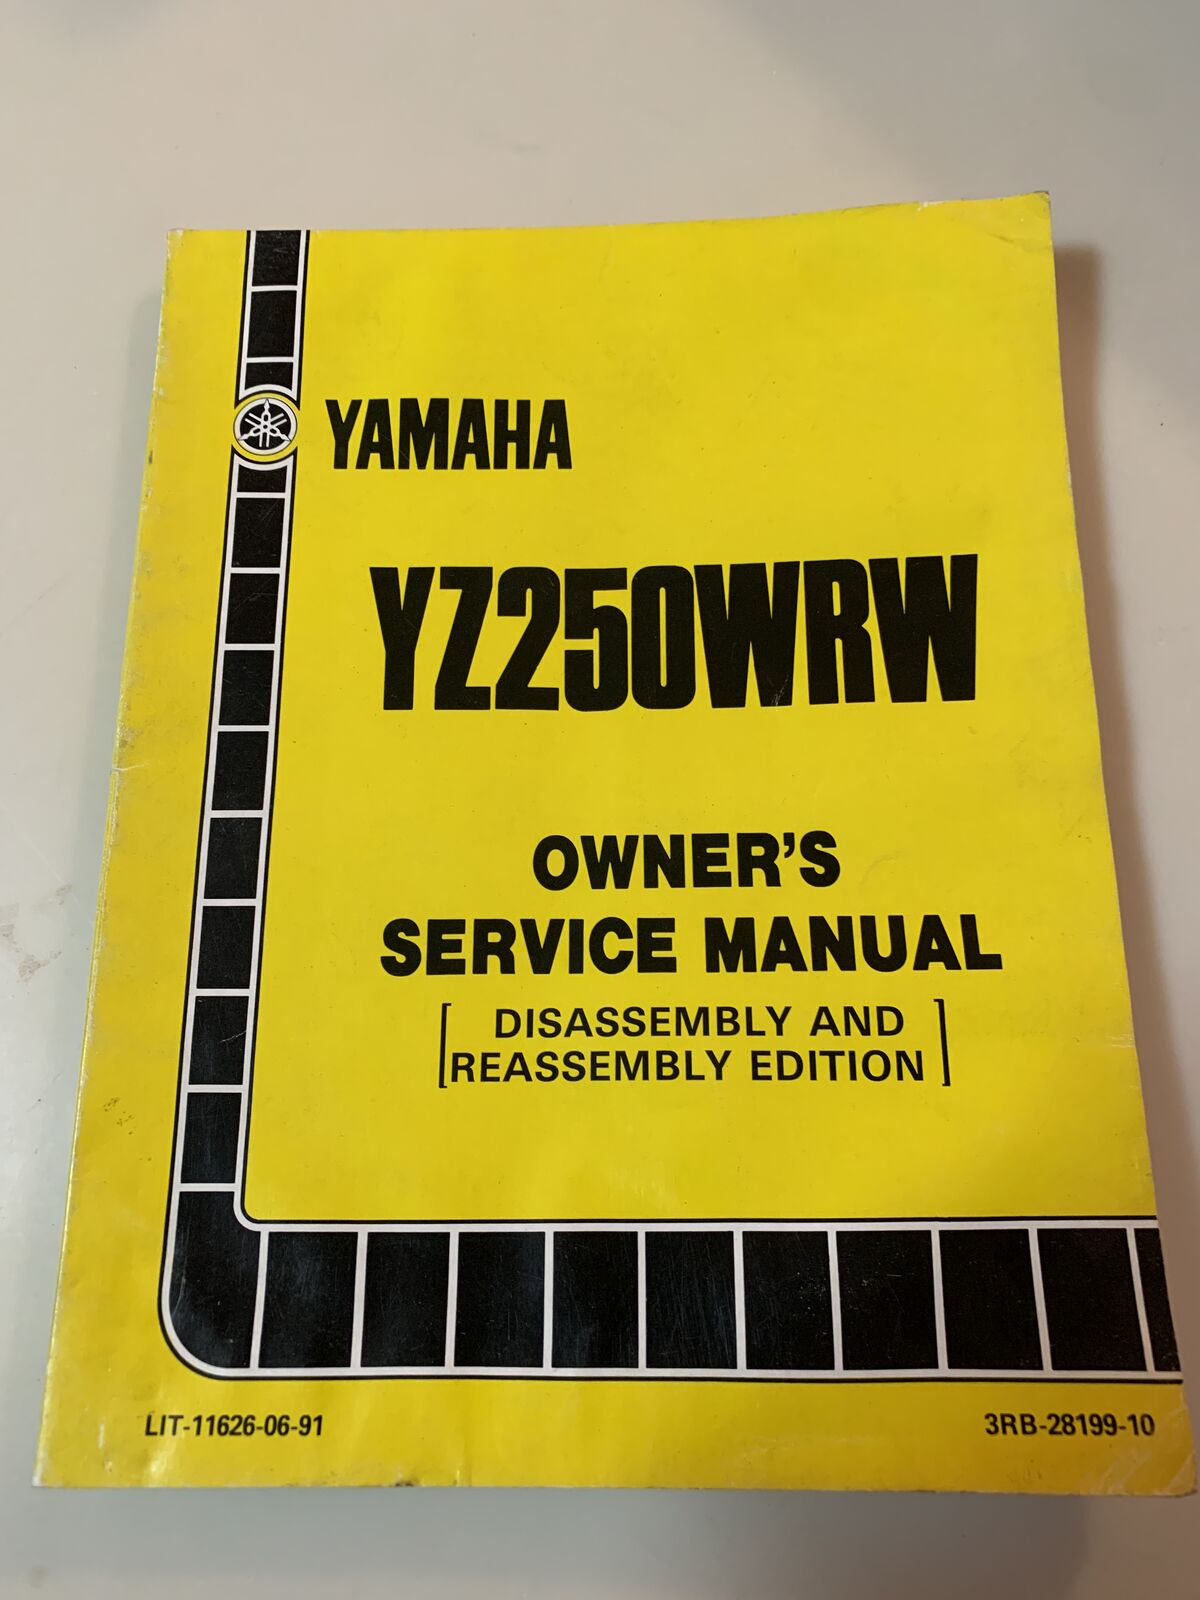 YAMAHA
YZ250WRW
OWNER'S
SERVICE MANUAL
[ DISASSEMBLY AND
REASSEMBLY EDITION ]
LIT-11626-06-91
3RB-28199-10